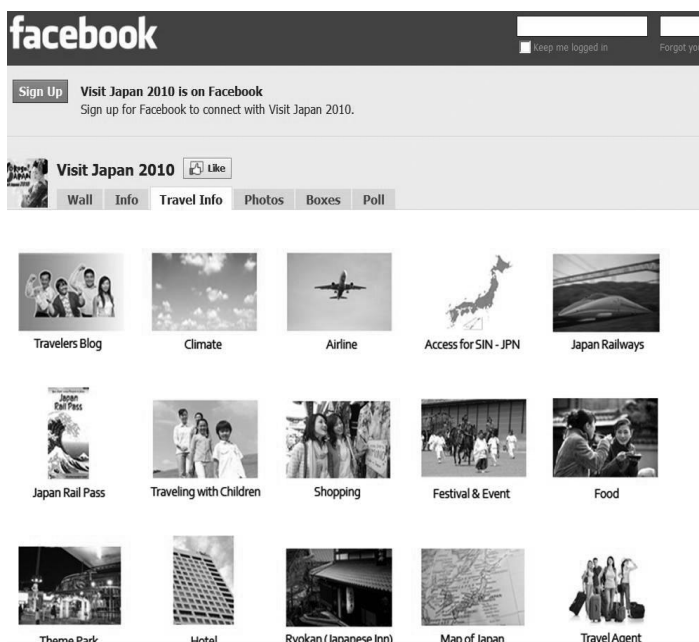 facebook
Keep me logged in
Forgot yo
Sign Up
Visit Japan 2010 is on Facebook
Sign up for Facebook to connect with Visit Japan 2010.
Visit Japan 2010 Like
Wall Info Travel Info Photos Boxes Poll
Travelers Blog Climate Airline Access for SIN - JPN Japan Railways
Japan
Rail Pass
Japan Rail Pass Traveling with Children Shopping Festival & Event Food
Theme Park Hotel Ryokan (Japanese Inn) Map of Japan Travel Agent